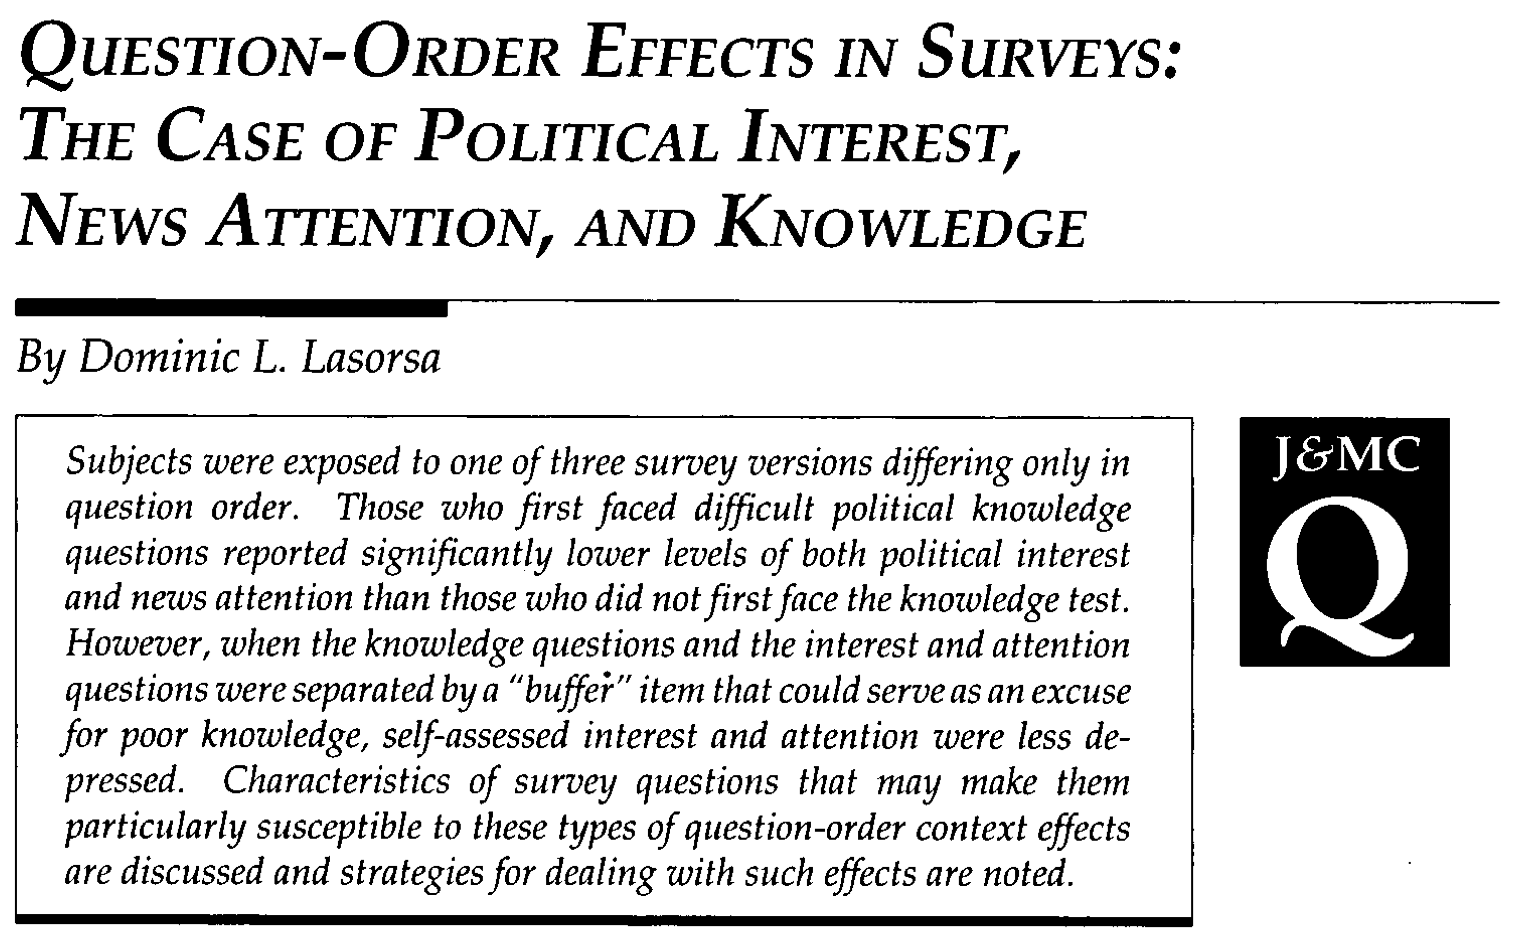 QUESTION-ORDER EFFECTS IN SURVEYS:
THE CASE OF POLITICAL INTEREST,
NEWS ATTENTION, AND KNOWLEDGE
By Dominic L. Lasorsa
Subjects were exposed to one of three survey versions differing only in
question order. Those who first faced difficult political knowledge
questions reported significantly lower levels of both political interest
and news attention than those who did not first face the knowledge test.
However, when the knowledge questions and the interest and attention
questions were separated by a "buffer" item that could serve as an excuse
for poor knowledge, self-assessed interest and attention were less de-
pressed. Characteristics of survey questions that may make them
particularly susceptible to these types of question-order context effects
are discussed and strategies for dealing with such effects are noted.
J&MC
Q